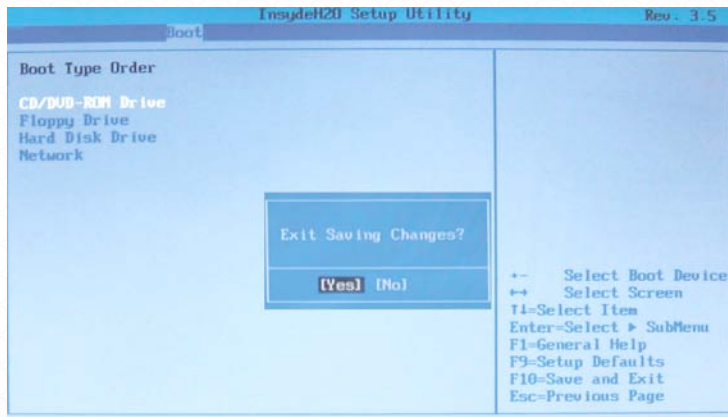 InsydeH20 Setup Utility Rev. 3.5
Boot
Boot Type Order
CD/DVD-ROM Drive
Floppy Drive
Hard Disk Drive
Network
Exit Saving Changes?
[Yes] [No]
+- Select Boot Device
↔ Select Screen
↑↓=Select Item
Enter=Select ▶ SubMenu
F1=General Help
F9=Setup Defaults
F10=Save and Exit
Esc=Previous Page